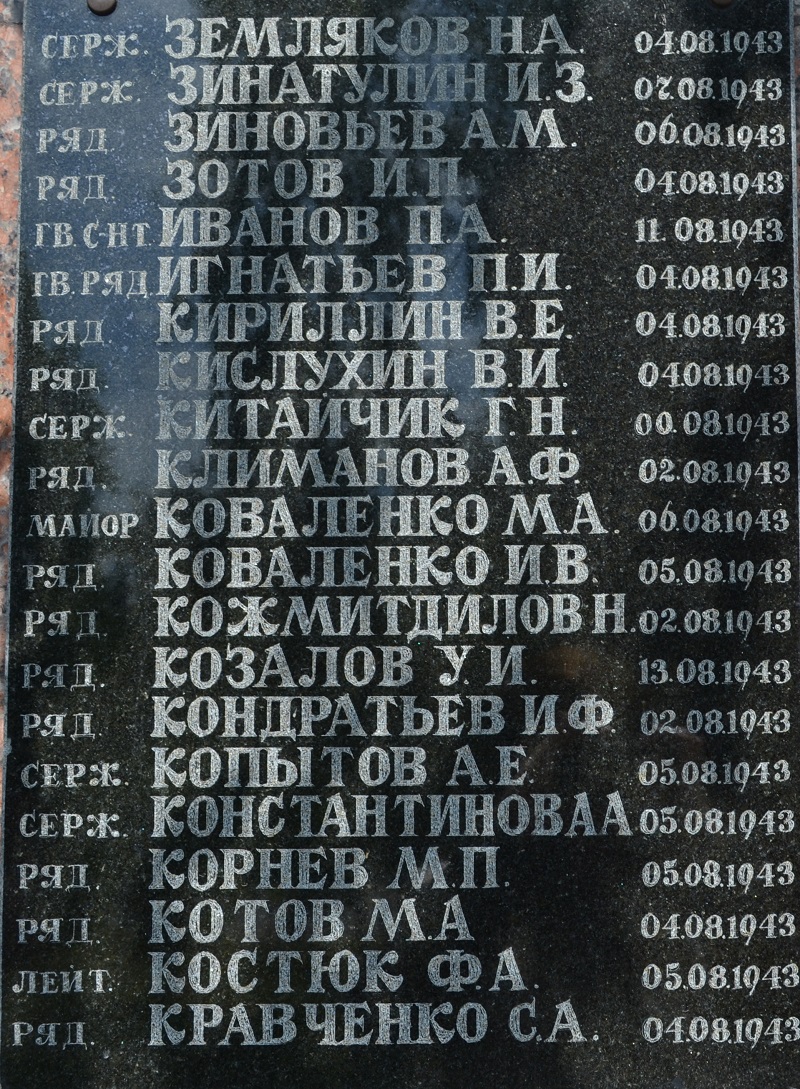 СЕРЖ. ЗЕМЛЯКОВ Н.А. 04.08.1943
СЕРЖ. ЗИНАТУЛИН И.З. 07.08.1943
РЯД ЗИНОВЬЕВ А.М. 06.08.1943
РЯД. ЗОТОВ И.П. 04.08.1943
ГВ. С-НТ. ИВАНОВ П.А. 11.08.1943
ГВ. РЯД. ИГНАТЬЕВ П.И. 04.08.1943
РЯД. КИРИЛЛИН В.Е. 04.08.1943
РЯД. КИСЛУХИН В.И. 04.08.1943
СЕРЖ. КИТАЙЧИК Г.Н. 00.08.1943
РЯД. КЛИМАНОВ А.Ф. 02.08.1943
МАЙОР КОВАЛЕНКО М.А. 06.08.1943
РЯД. КОВАЛЕНКО И.В. 05.08.1943
РЯД. КОЖМИТДИЛОВ Н. 02.08.1943
РЯД. КОЗАЛОВ У.И. 13.08.1943
РЯД. КОНДРАТЬЕВ И.Ф. 02.08.1943
СЕРЖ. КОПЫТОВ А.Е. 05.08.1943
СЕРЖ. КОНСТАНТИНОВ А.А. 05.08.1943
РЯД. КОРНЕВ М.П. 05.08.1943
РЯД. КОТОВ М.А 04.08.1943
ЛЕЙТ. КОСТЮК Ф.А. 05.08.1943
РЯД. КРАВЧЕНКО С.А. 04.08.1943